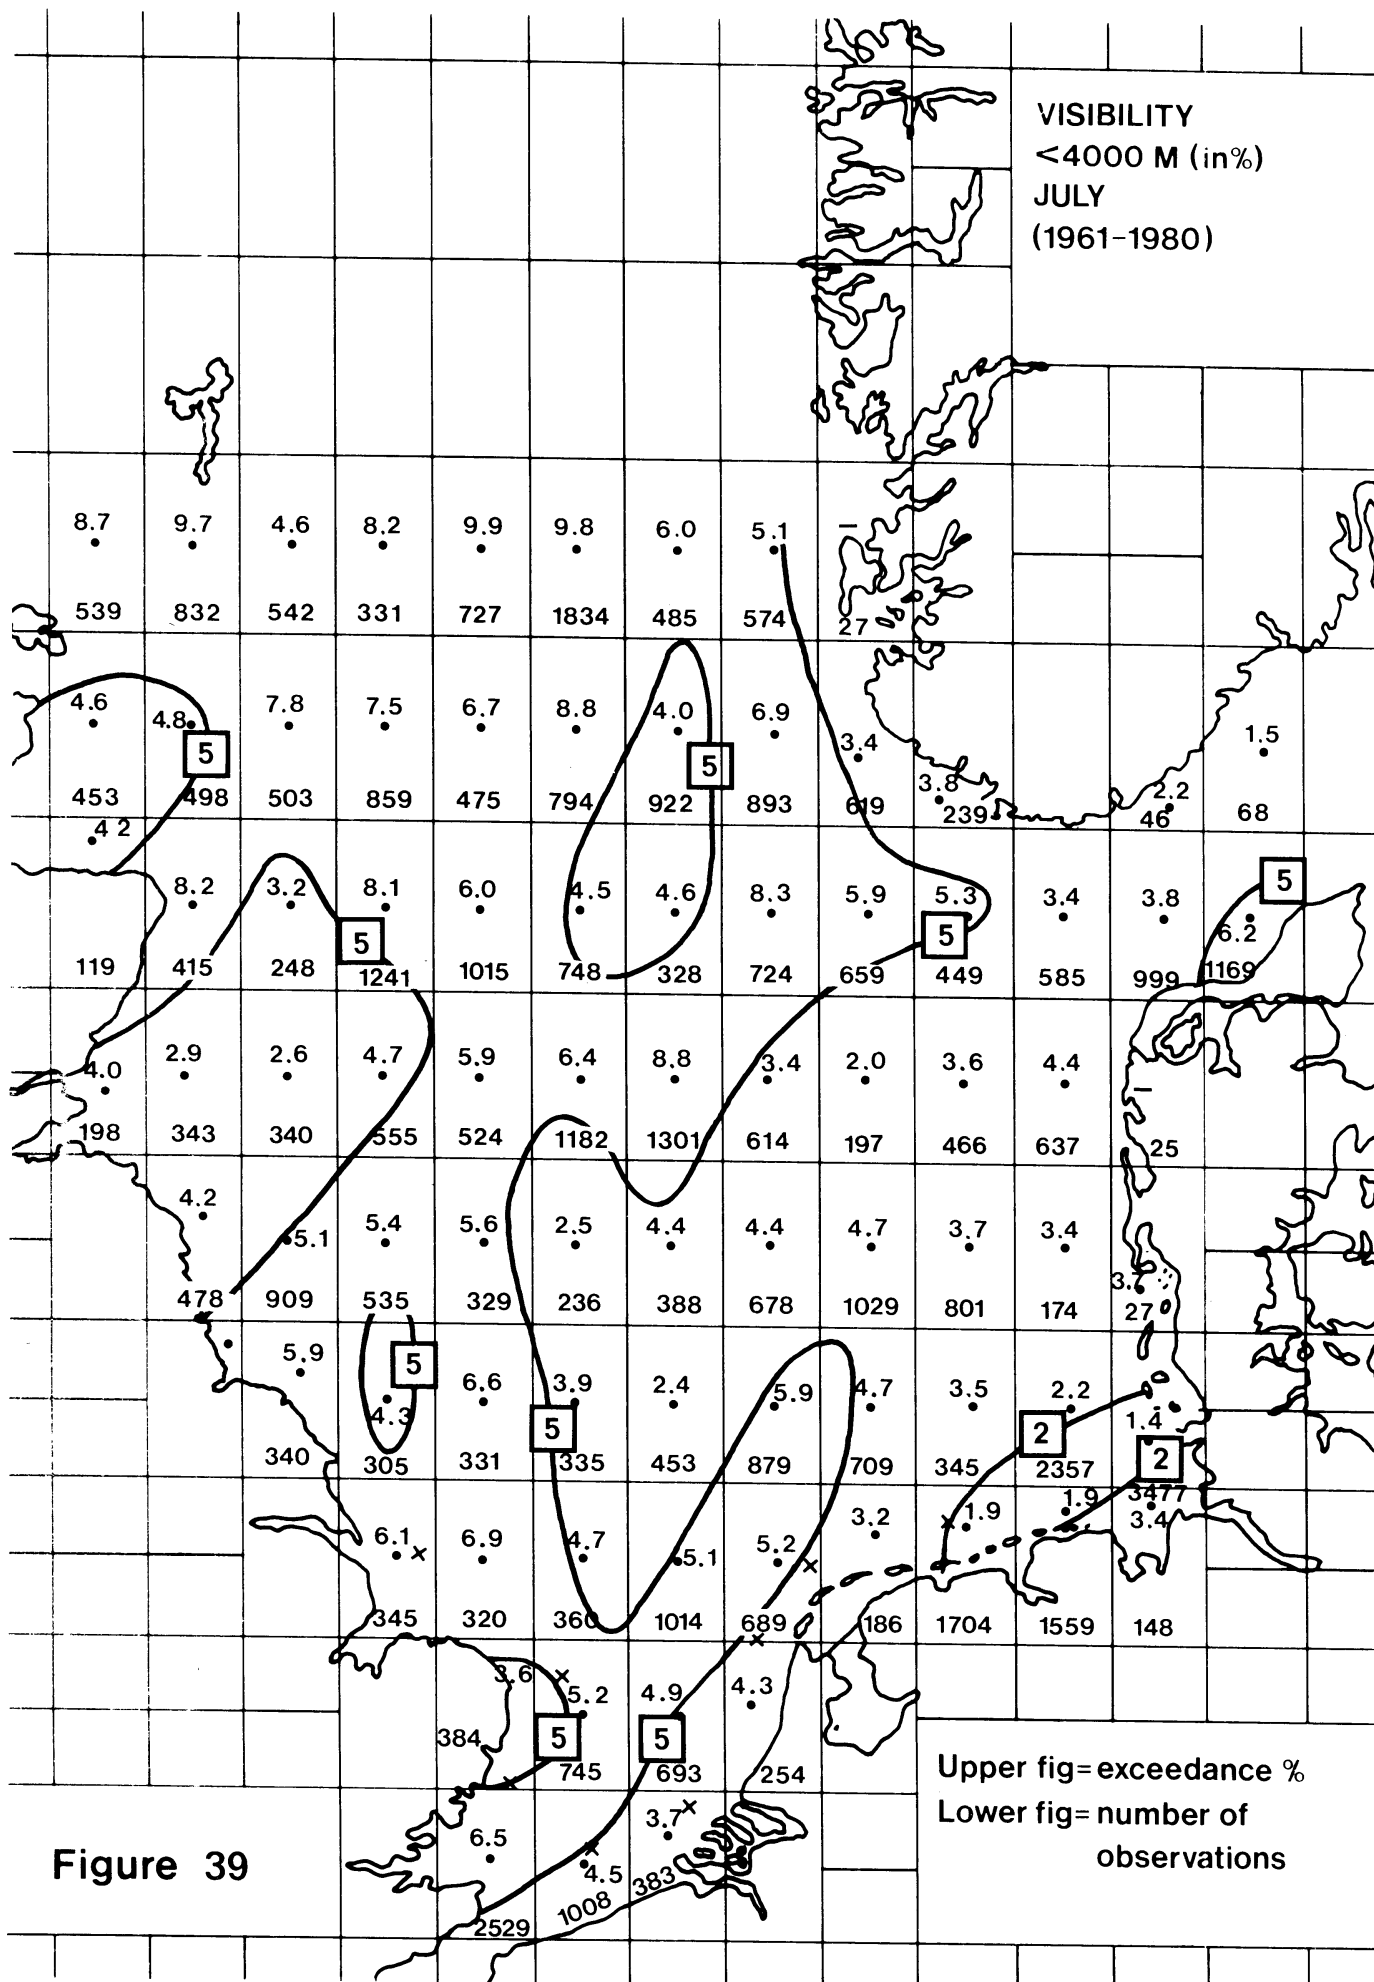 VISIBILITY
<4000 M (in%)
JULY
(1961-1980)
8.7 9.7 4.6 8.2 9.9 9.8 6.0 5.1 –
539 832 542 331 727 1834 485 574 27
4.6 4.8 7.8 7.5 6.7 8.8 4.0 6.9 3.4 3.8 2.2 1.5
5 5
453 498 503 859 475 794 922 893 619 239 46 68
4 2
8.2 3.2 8.1 6.0 4.5 4.6 8.3 5.9 5.3 3.4 3.8 6.2
5 5 5
119 415 248 1241 1015 748 328 724 659 449 585 999 1169
4.0 2.9 2.6 4.7 5.9 6.4 8.8 3.4 2.0 3.6 4.4 –
198 343 340 555 524 1182 1301 614 197 466 637 25
4.2 5.1 5.4 5.6 2.5 4.4 4.4 4.7 3.7 3.4 3.7
478 909 535 329 236 388 678 1029 801 174 27
5.9 4.3 6.6 3.9 2.4 5.9 4.7 3.5 2.2 1.4
5 5 2 2
340 305 331 335 453 879 709 345 2357 3477
6.1 6.9 4.7 5.1 5.2 3.2 1.9 1.9 3.4
345 320 360 1014 689 186 1704 1559 148
3.6 5.2 4.9 4.3
5 5
384 745 693 254
6.5 4.5 3.7
2529 1008 383
Upper fig= exceedance %
Lower fig= number of
observations
Figure 39